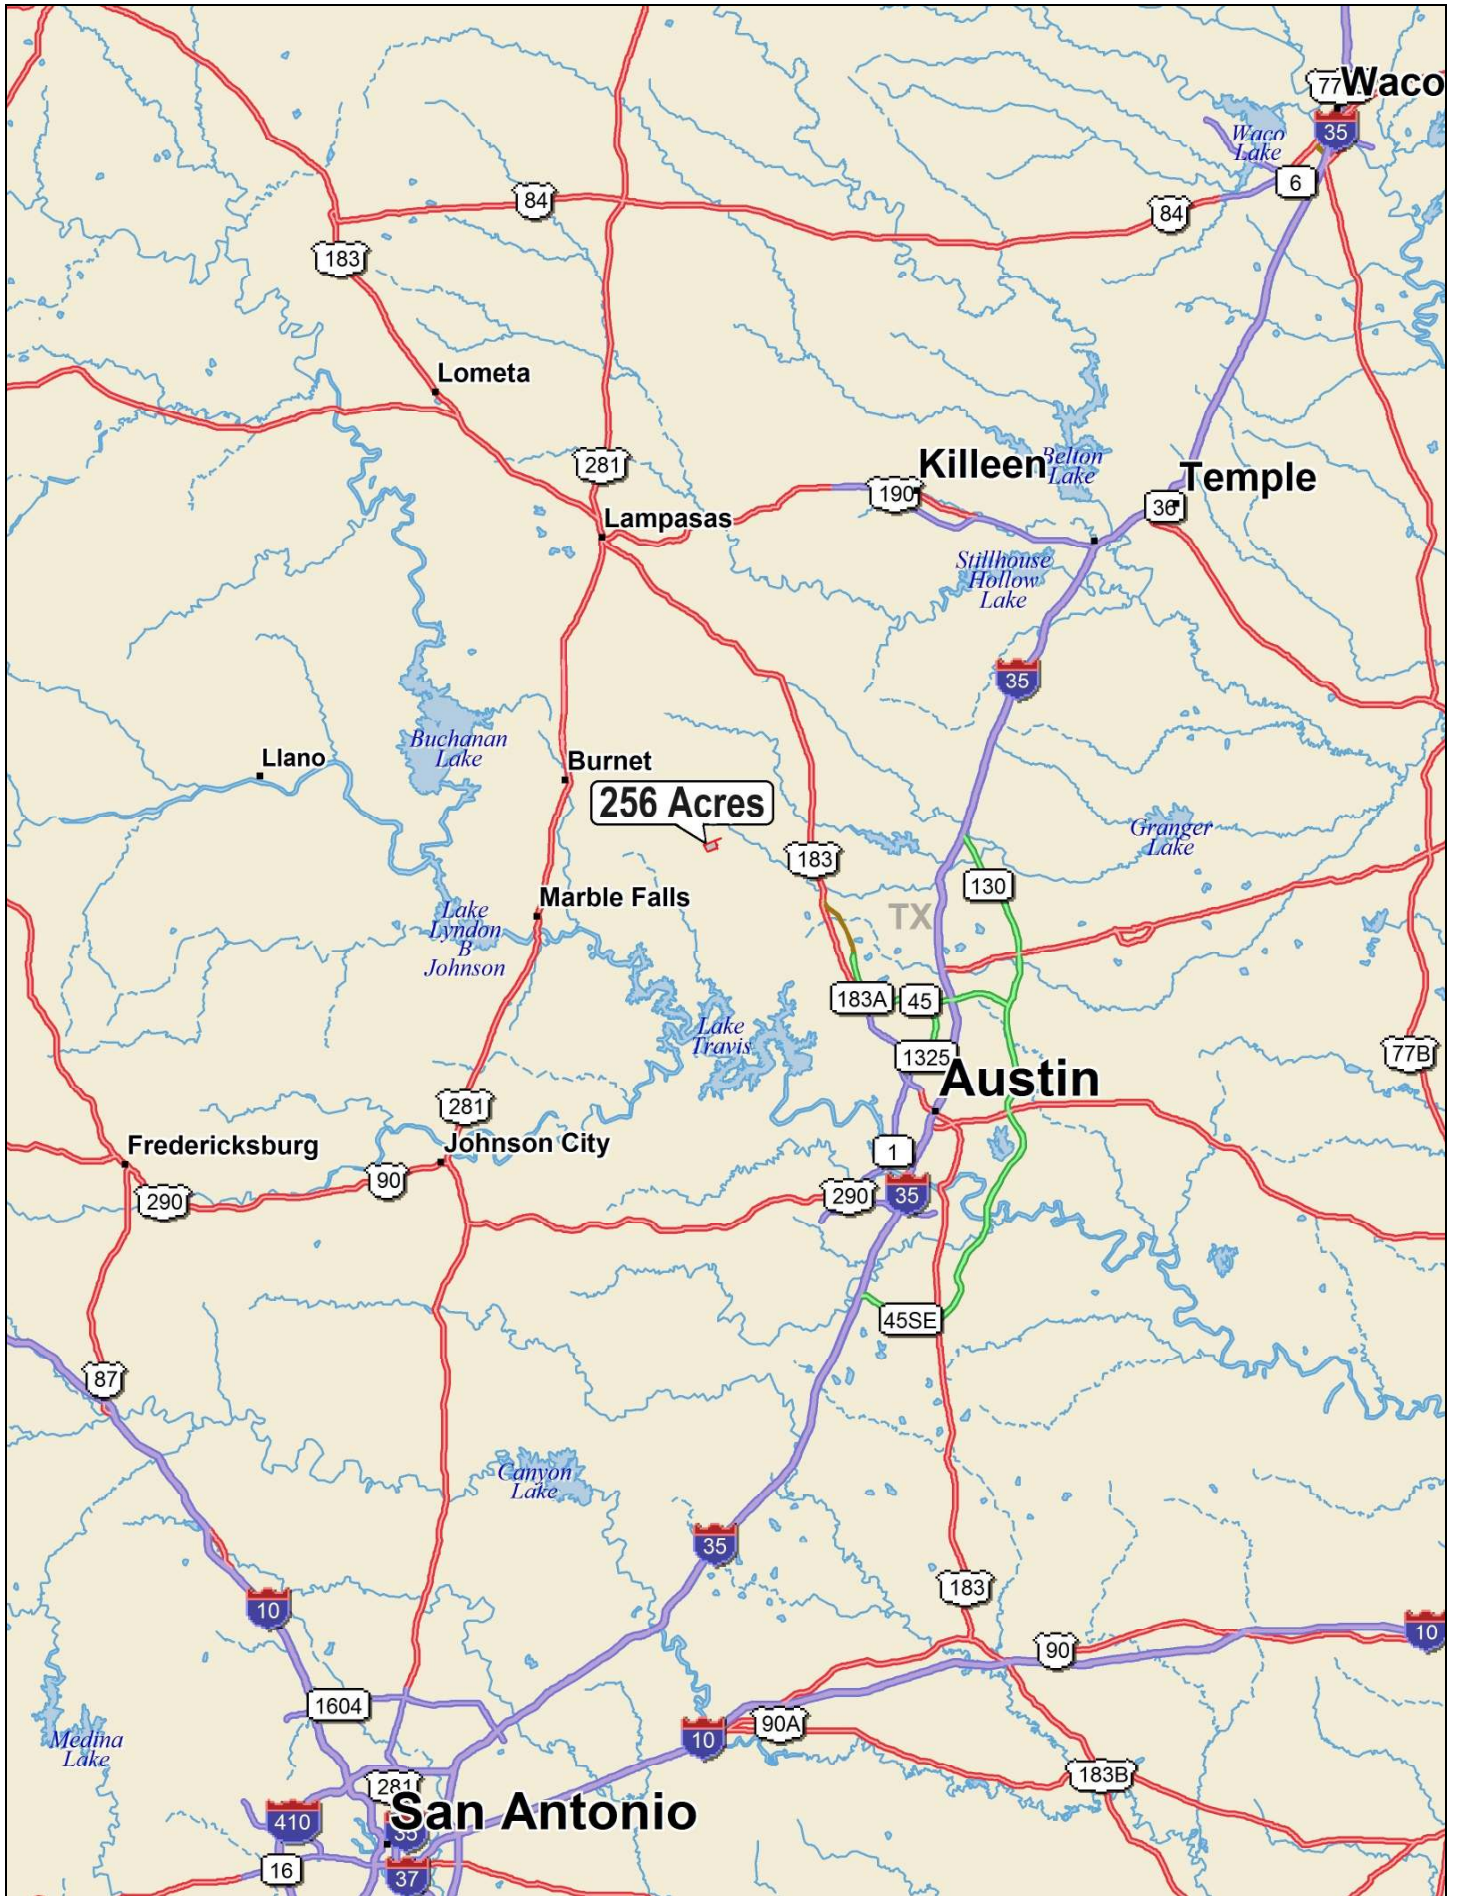 77
Waco
Waco
Lake
35
6
84
84
183
Lometa
281
Killeen
Belton
Lake
190
Temple
36
Lampasas
Stillhouse
Hollow
Lake
35
Buchanan
Lake
Llano
Burnet
256 Acres
Granger
Lake
183
130
TX
Marble Falls
Lake
Lyndon
B
Johnson
183A
45
Lake
Travis
1325
77B
Austin
281
Johnson City
Fredericksburg
1
90
290
290
35
45SE
87
Canyon
Lake
35
183
10
10
90
1604
90A
10
Medina
Lake
183B
281
San Antonio
410
35
16
37